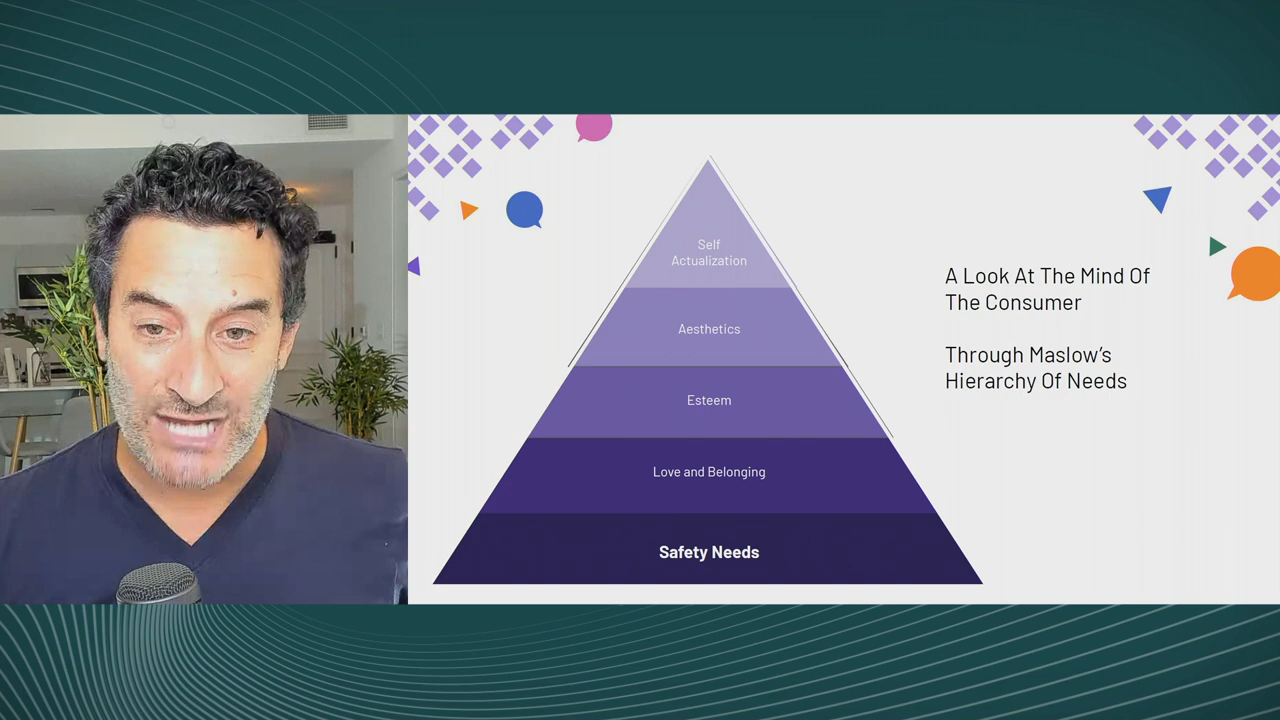 Self
Actualization
Aesthetics
Esteem
Love and Belonging
Safety Needs
A Look At The Mind Of
The Consumer
Through Maslow’s
Hierarchy Of Needs